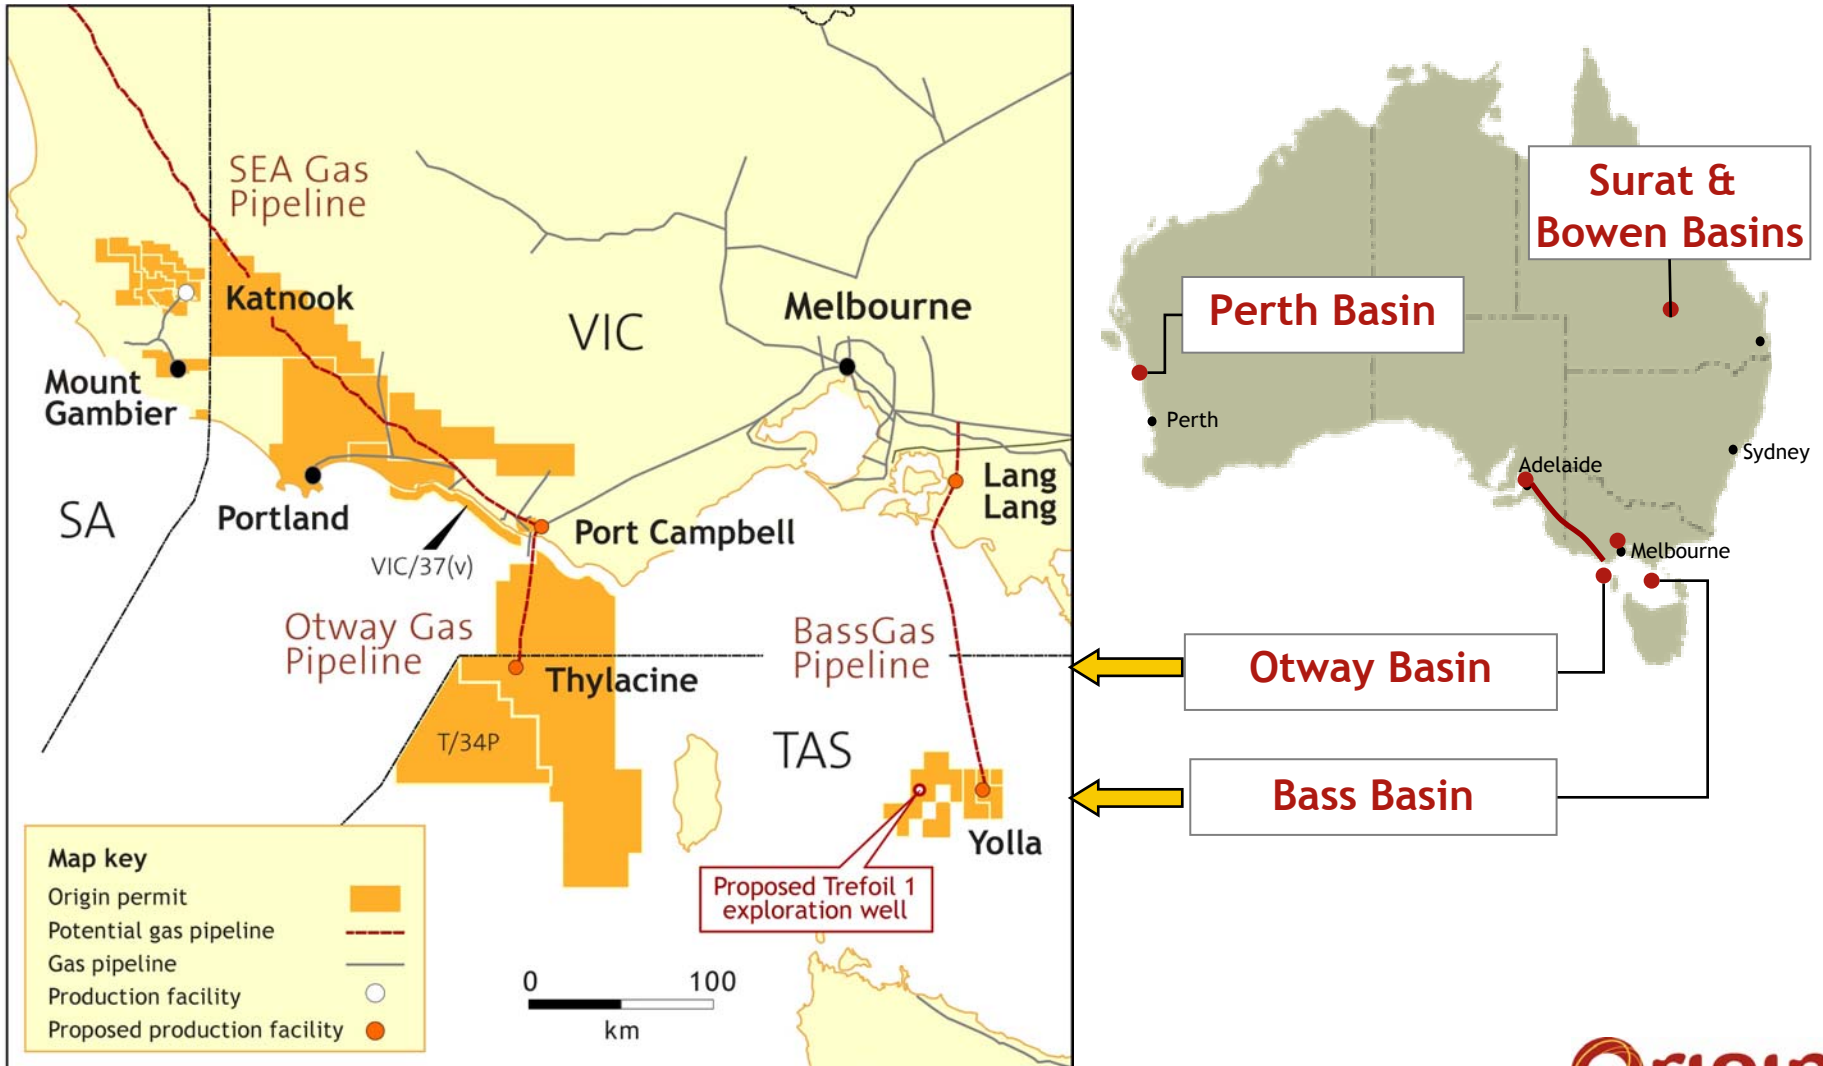 SEA Gas
Pipeline
Katnook
VIC
Melbourne
Mount
Gambier
SA
Portland
Port Campbell
Lang
Lang
VIC/37(v)
Otway Gas
Pipeline
BassGas
Pipeline
Thylacine
T/34P
TAS
Yolla
Proposed Trefoil 1
exploration well
Map key
Origin permit
Potential gas pipeline
Gas pipeline
Production facility
Proposed production facility
0 100
km
Surat &
Bowen Basins
Perth Basin
Perth
Adelaide
Sydney
Melbourne
Otway Basin
Bass Basin